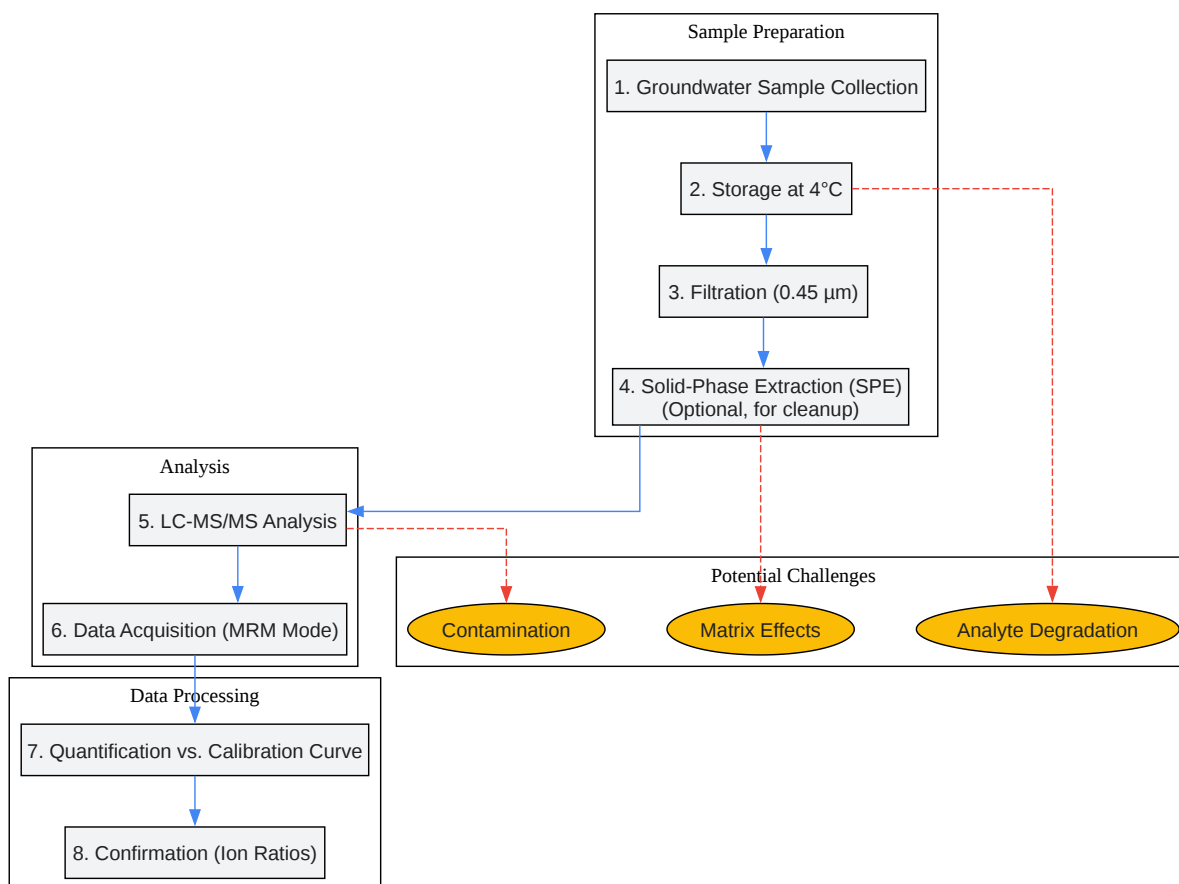 Sample Preparation
1. Groundwater Sample Collection
2. Storage at 4°C
3. Filtration (0.45 µm)
4. Solid-Phase Extraction (SPE)
(Optional, for cleanup)
Analysis
5. LC-MS/MS Analysis
6. Data Acquisition (MRM Mode)
Potential Challenges
Contamination
Matrix Effects
Analyte Degradation
Data Processing
7. Quantification vs. Calibration Curve
8. Confirmation (Ion Ratios)